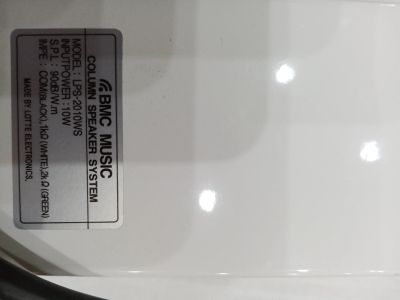 BMC MUSIC
COLUMN SPEAKER SYSTEM
MODEL : LPS-2010WS
INPUTPOWER : 10W
S.P.L : 90dB/W.m
IMPE : COM(BLACK),1kΩ(WHITE),2kΩ(GREEN)
MADE BY LOTTE ELECTRONICS,